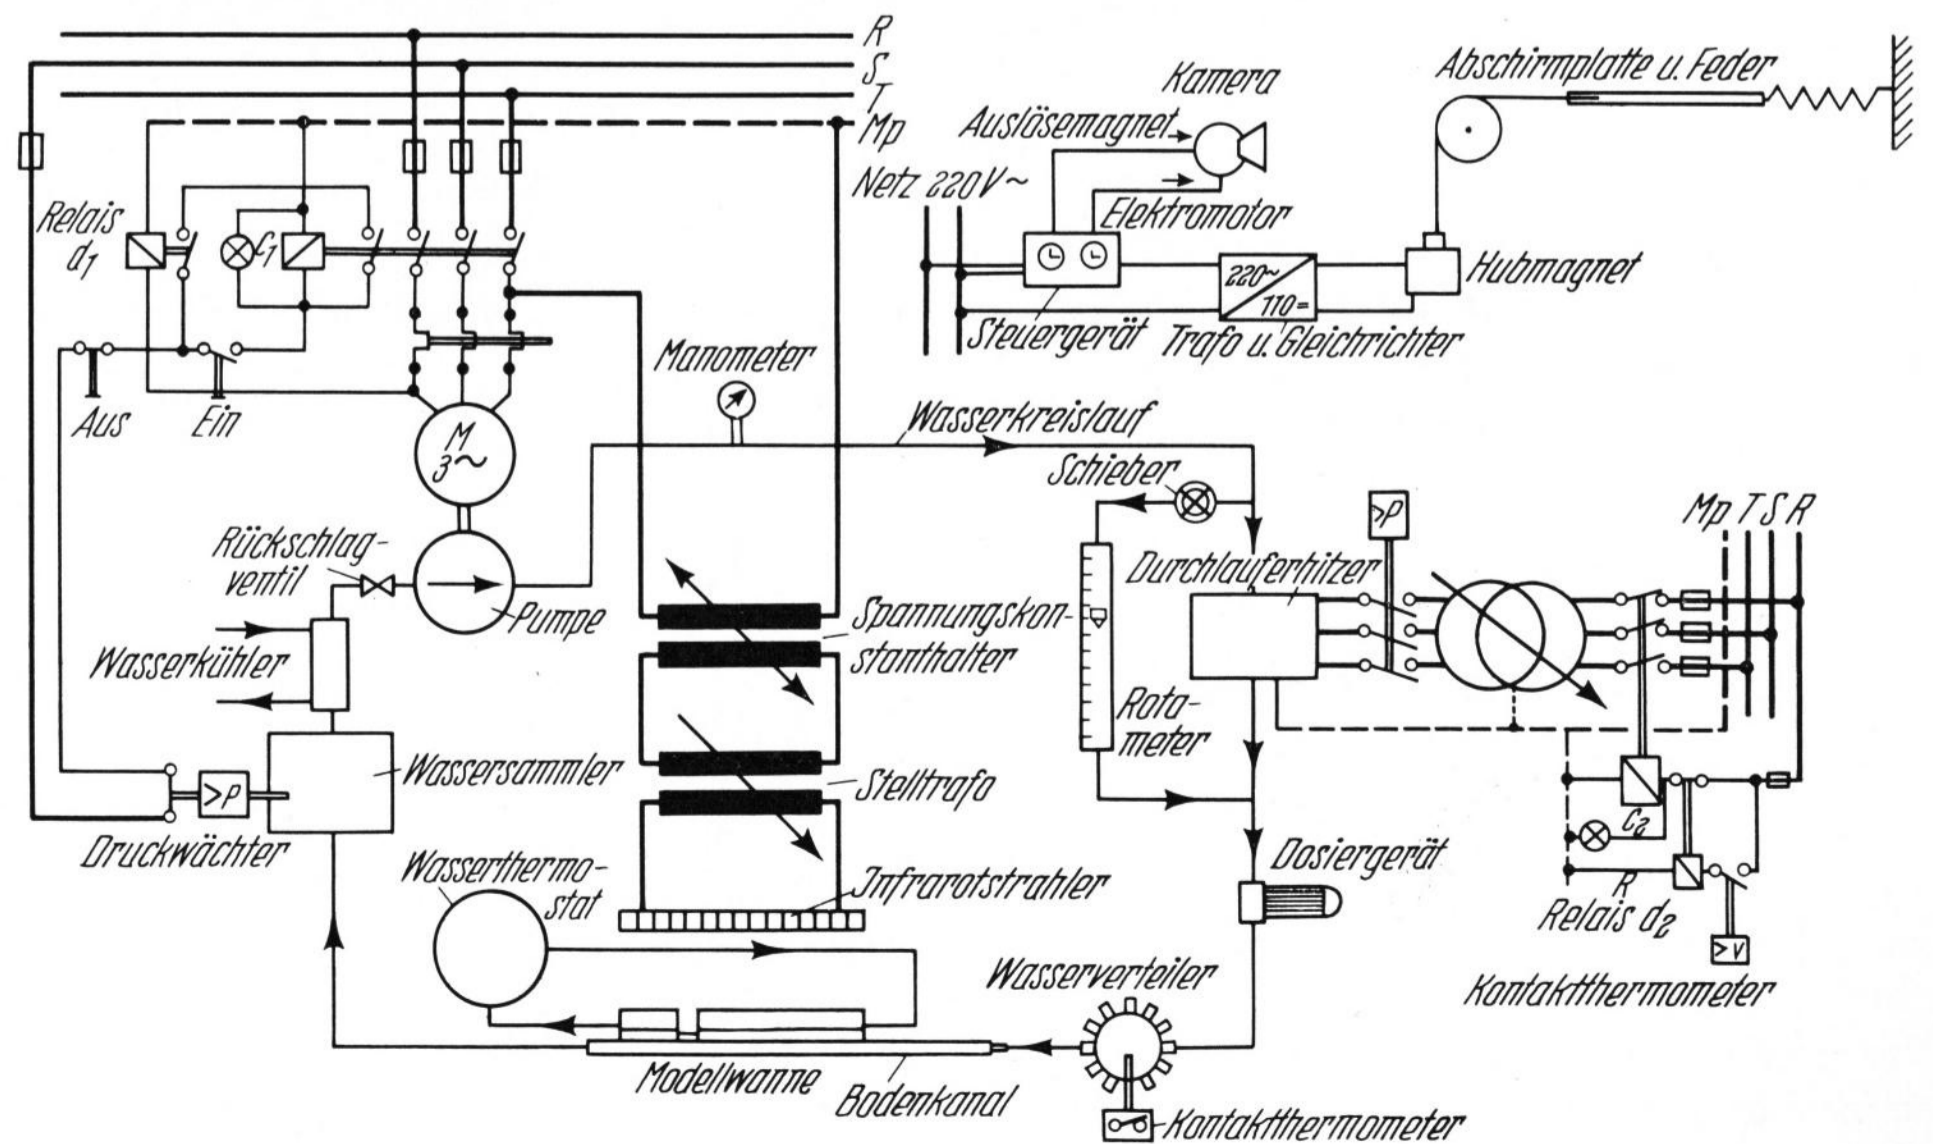 R
S
T
Mp
Kamera
Abschirmplatte u. Feder
Auslösemagnet
Netz 220V~
Elektromotor
Relais
d1
C1
220~
110=
Hubmagnet
Steuergerät
Trafo u. Gleichrichter
Manometer
Aus
Ein
M
3~
Wasserkreislauf
Schieber
>P
Mp T S R
Rückschlag-
ventil
Durchlauferhitzer
Pumpe
Spannungskon-
stanthalter
Wasserkühler
Rota-
meter
Wassersammler
>P
Stelltrafo
C2
Druckwächter
Dosiergerät
Wasserthermo-
stat
Infrarotstrahler
R
Relais d2
>v
Wasserverteiler
Kontaktthermometer
Modellwanne
Bodenkanal
Kontaktthermometer